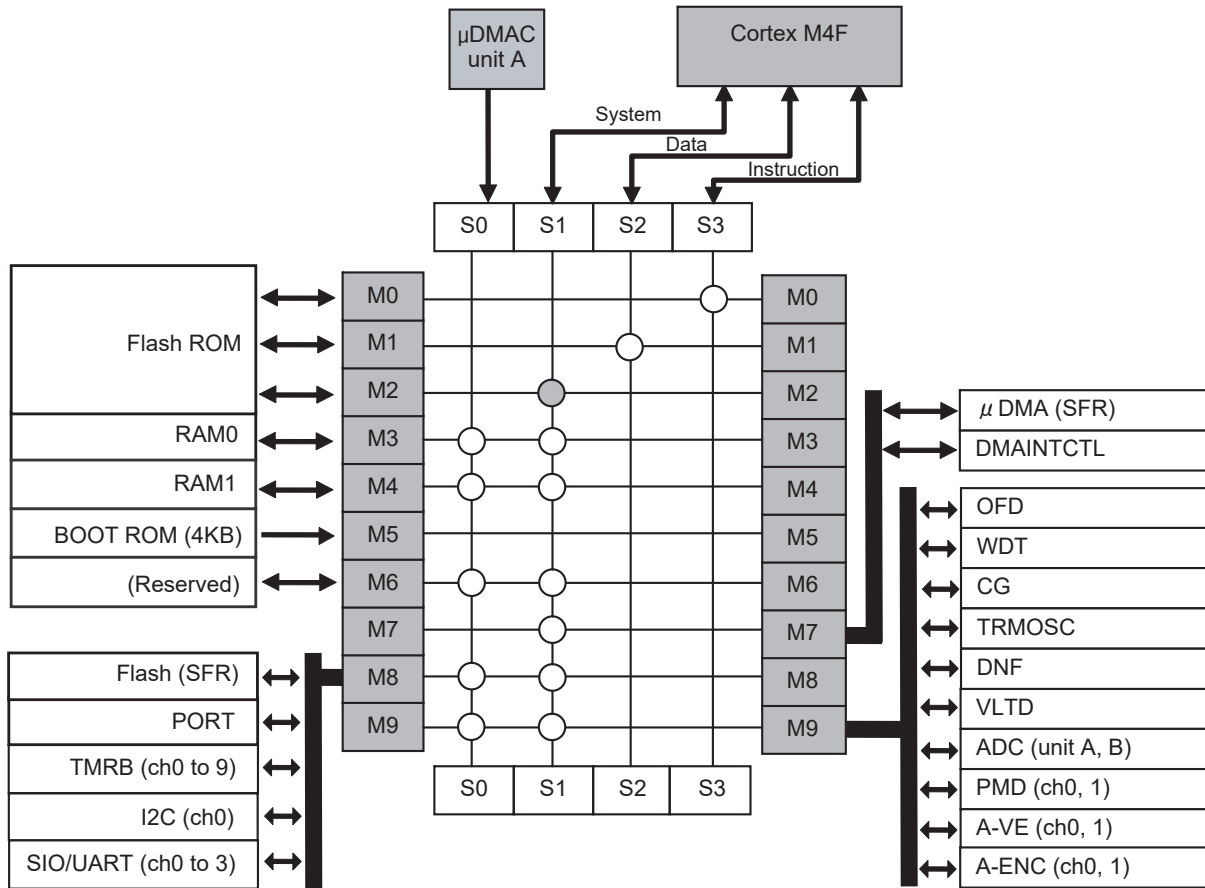 µDMAC
unit A
Cortex M4F
System
Data
Instruction
S0 S1 S2 S3
Flash ROM
RAM0
RAM1
BOOT ROM (4KB)
(Reserved)
M0
M1
M2
M3
M4
M5
M6
M7
M8
M9
M0
M1
M2
M3
M4
M5
M6
M7
M8
M9
µ DMA (SFR)
DMAINTCTL
OFD
WDT
CG
TRMOSC
DNF
VLTD
ADC (unit A, B)
PMD (ch0, 1)
A-VE (ch0, 1)
A-ENC (ch0, 1)
Flash (SFR)
PORT
TMRB (ch0 to 9)
I2C (ch0)
SIO/UART (ch0 to 3)
S0 S1 S2 S3